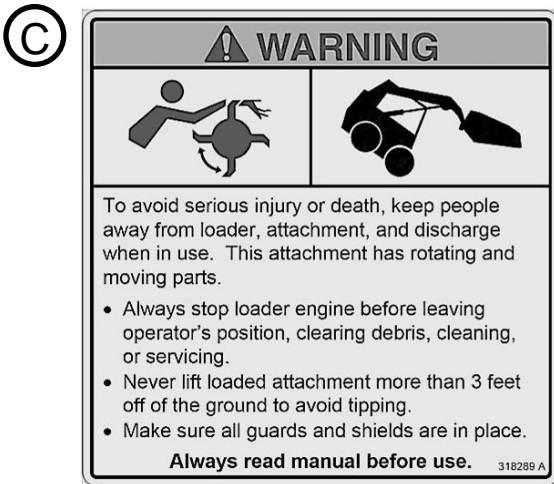 C
WARNING
To avoid serious injury or death, keep people
away from loader, attachment, and discharge
when in use.  This attachment has rotating and
moving parts.
• Always stop loader engine before leaving
operator's position, clearing debris, cleaning,
or servicing.
• Never lift loaded attachment more than 3 feet
off of the ground to avoid tipping.
• Make sure all guards and shields are in place.
Always read manual before use.
318289 A